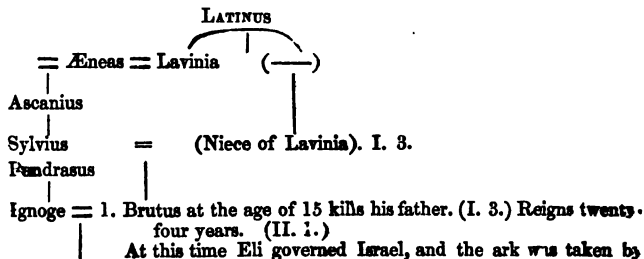 LATINUS
= Æneas = Lavinia (——)
Ascanius
Sylvius = (Niece of Lavinia). I. 3.
Pandrasus
Ignoge = 1. Brutus at the age of 15 kills his father. (I. 3.) Reigns twenty-
four years. (II. 1.)
At this time Eli governed Israel, and the ark was taken by